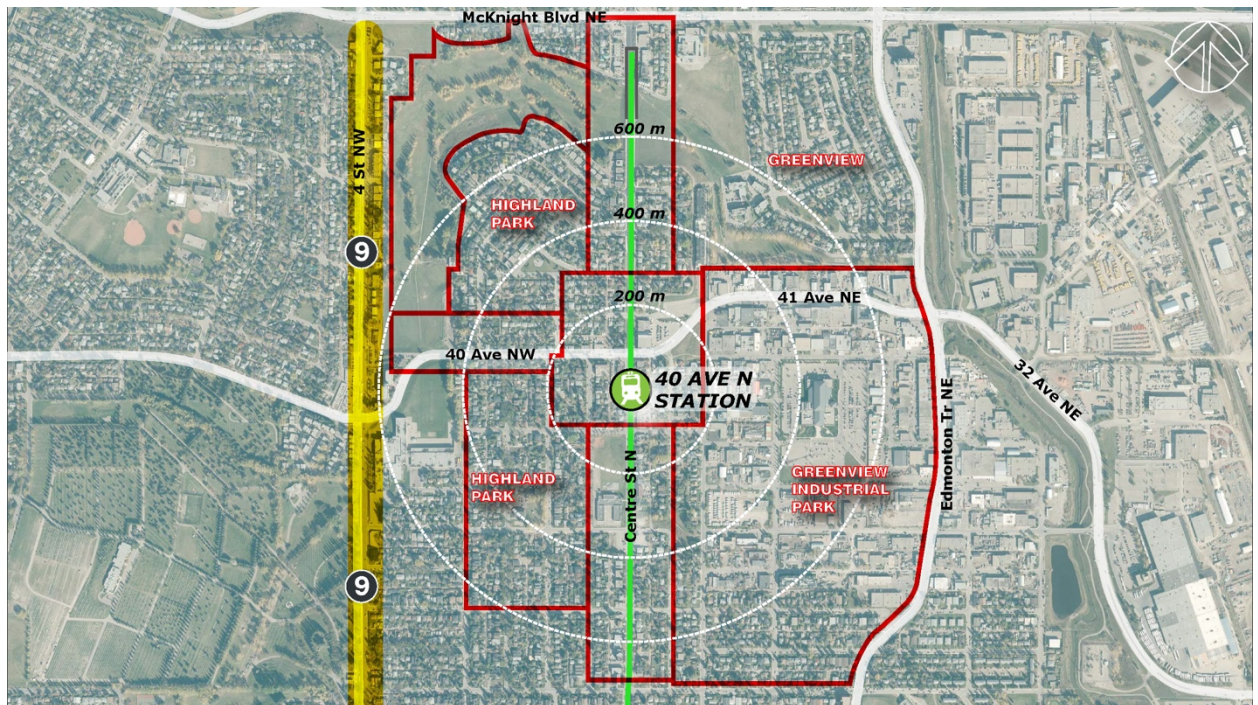 McKnight Blvd NE
4 St NW
600 m
GREENVIEW
HIGHLAND
PARK
400 m
9
200 m
41 Ave NE
40 Ave NW
32 Ave NE
40 AVE N
STATION
Edmonton Tr NE
HIGHLAND
PARK
Centre St N
GREENVIEW
INDUSTRIAL
PARK
9